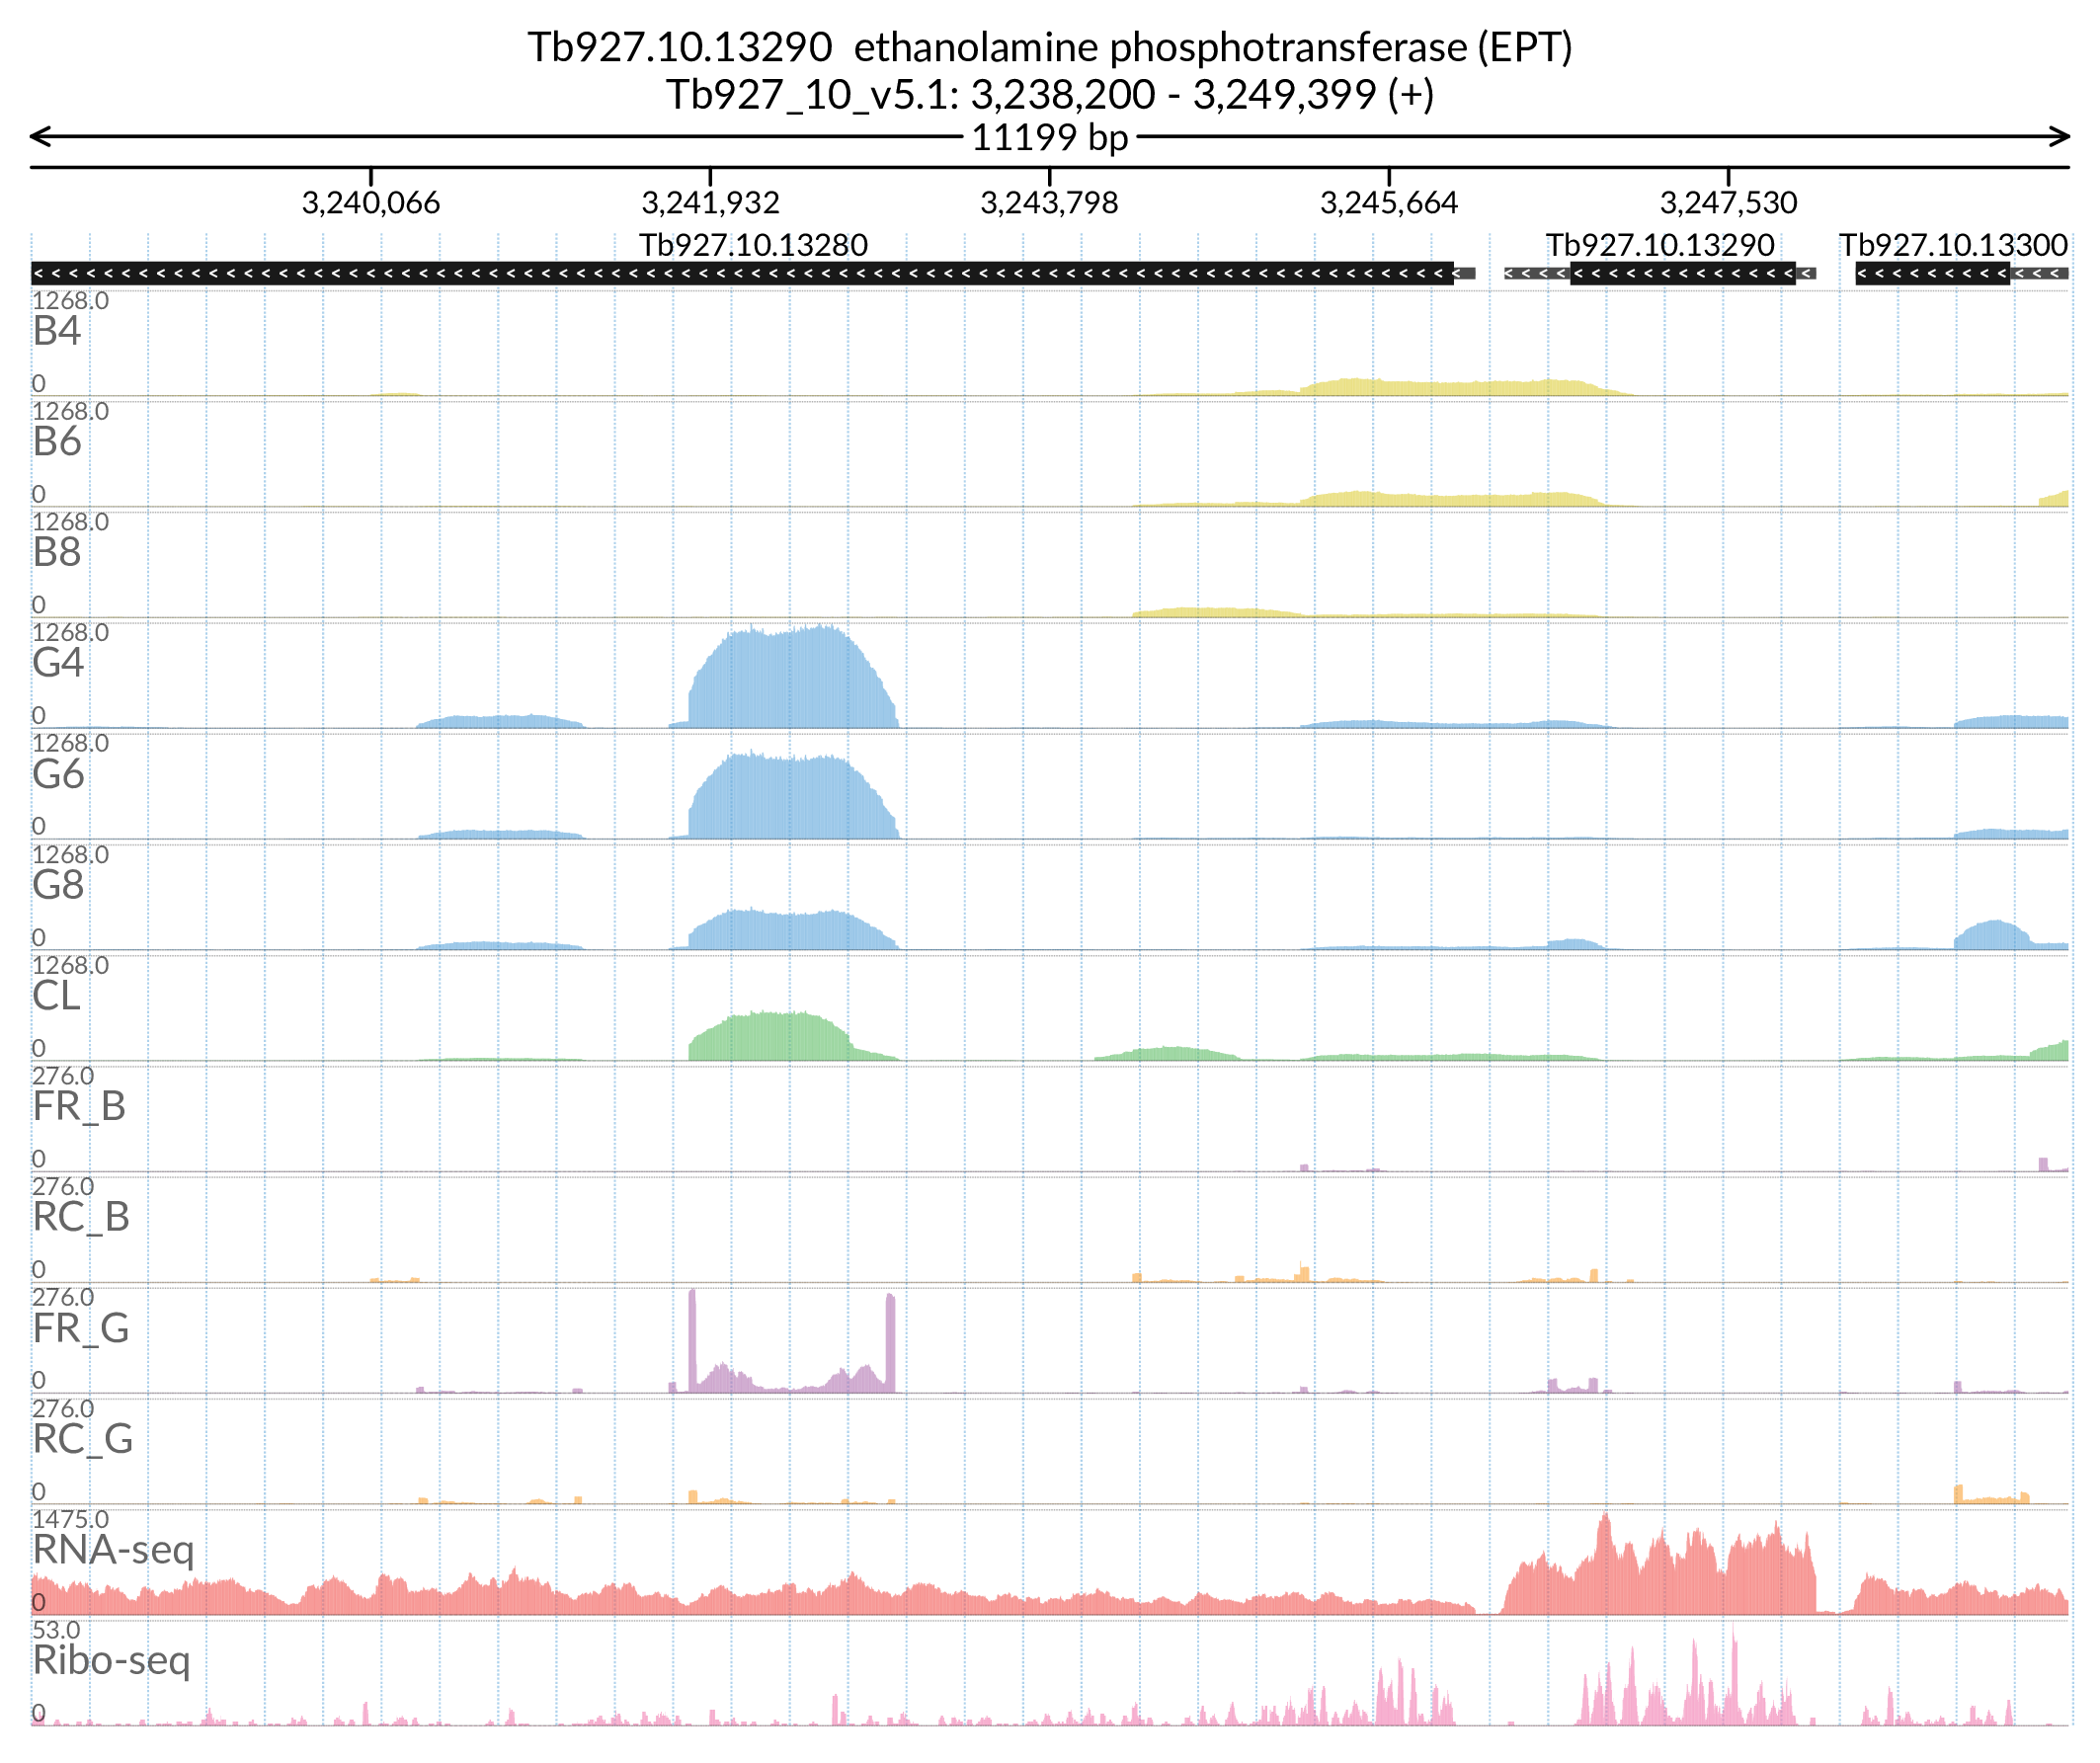 Tb927.10.13290  ethanolamine phosphotransferase (EPT)
Tb927_10_v5.1: 3,238,200 - 3,249,399 (+)
11199 bp
3,240,066 3,241,932 3,243,798 3,245,664 3,247,530
Tb927.10.13280 Tb927.10.13290 Tb927.10.13300
1268.0
B4
0
1268.0
B6
0
1268.0
B8
0
1268.0
G4
0
1268.0
G6
0
1268.0
G8
0
1268.0
CL
0
276.0
FR_B
0
276.0
RC_B
0
276.0
FR_G
0
276.0
RC_G
0
1475.0
RNA-seq
0
53.0
Ribo-seq
0